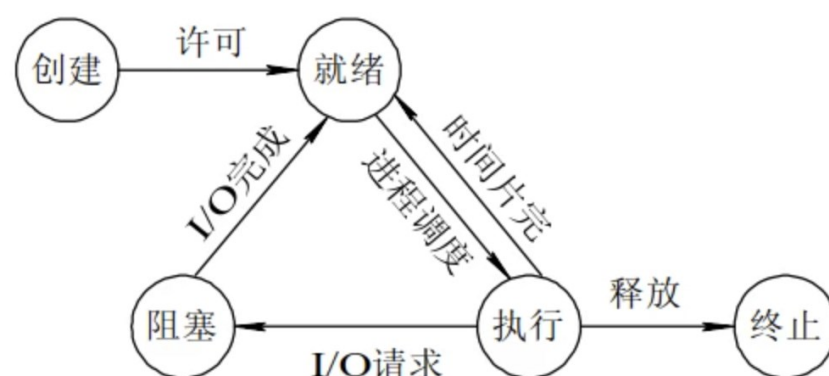 创建
许可
就绪
I/O完成
进程调度
时间片完
阻塞
I/O请求
执行
释放
终止